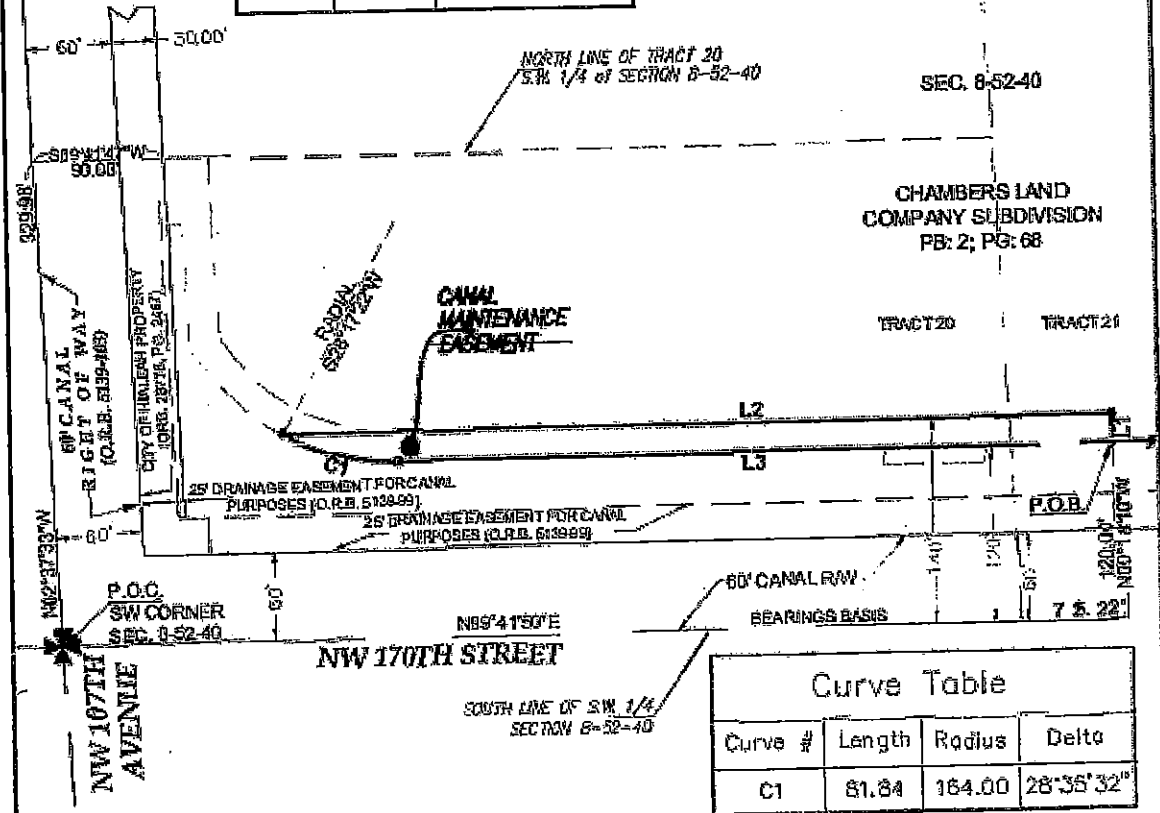 60'
30.00'
NORTH LINE OF TRACT 20
S.W. 1/4 of SECTION 8-52-40
SEC. 8-52-40
S89°41'47"W
90.00'
329.98'
CHAMBERS LAND
COMPANY SUBDIVISION
PB: 2; PG: 68
RADIAL
CANAL
MAINTENANCE
EASEMENT
60' CANAL
RIGHT OF WAY
CITY OF HIALEAH PROPERTY
TRACT 20
TRACT 21
L2
L1
C1
L3
25' DRAINAGE EASEMENT FOR CANAL
PURPOSES (O.R.B. 5139-99)
25' DRAINAGE EASEMENT FOR CANAL
PURPOSES (O.R.B. 5139-99)
P.O.B.
60'
N02°37'33"W
60'
140'
120'
60'
120.00'
P.O.C.
SW CORNER
SEC. 8-52-40
60' CANAL R/W
BEARINGS BASIS
N89°41'50"E
NW 170TH STREET
NW 107TH
AVENUE
SOUTH LINE OF S.W. 1/4
SECTION 8-52-40
Curve Table
Curve # Length Radius Delta
C1 81.84 164.00 28°35'32"